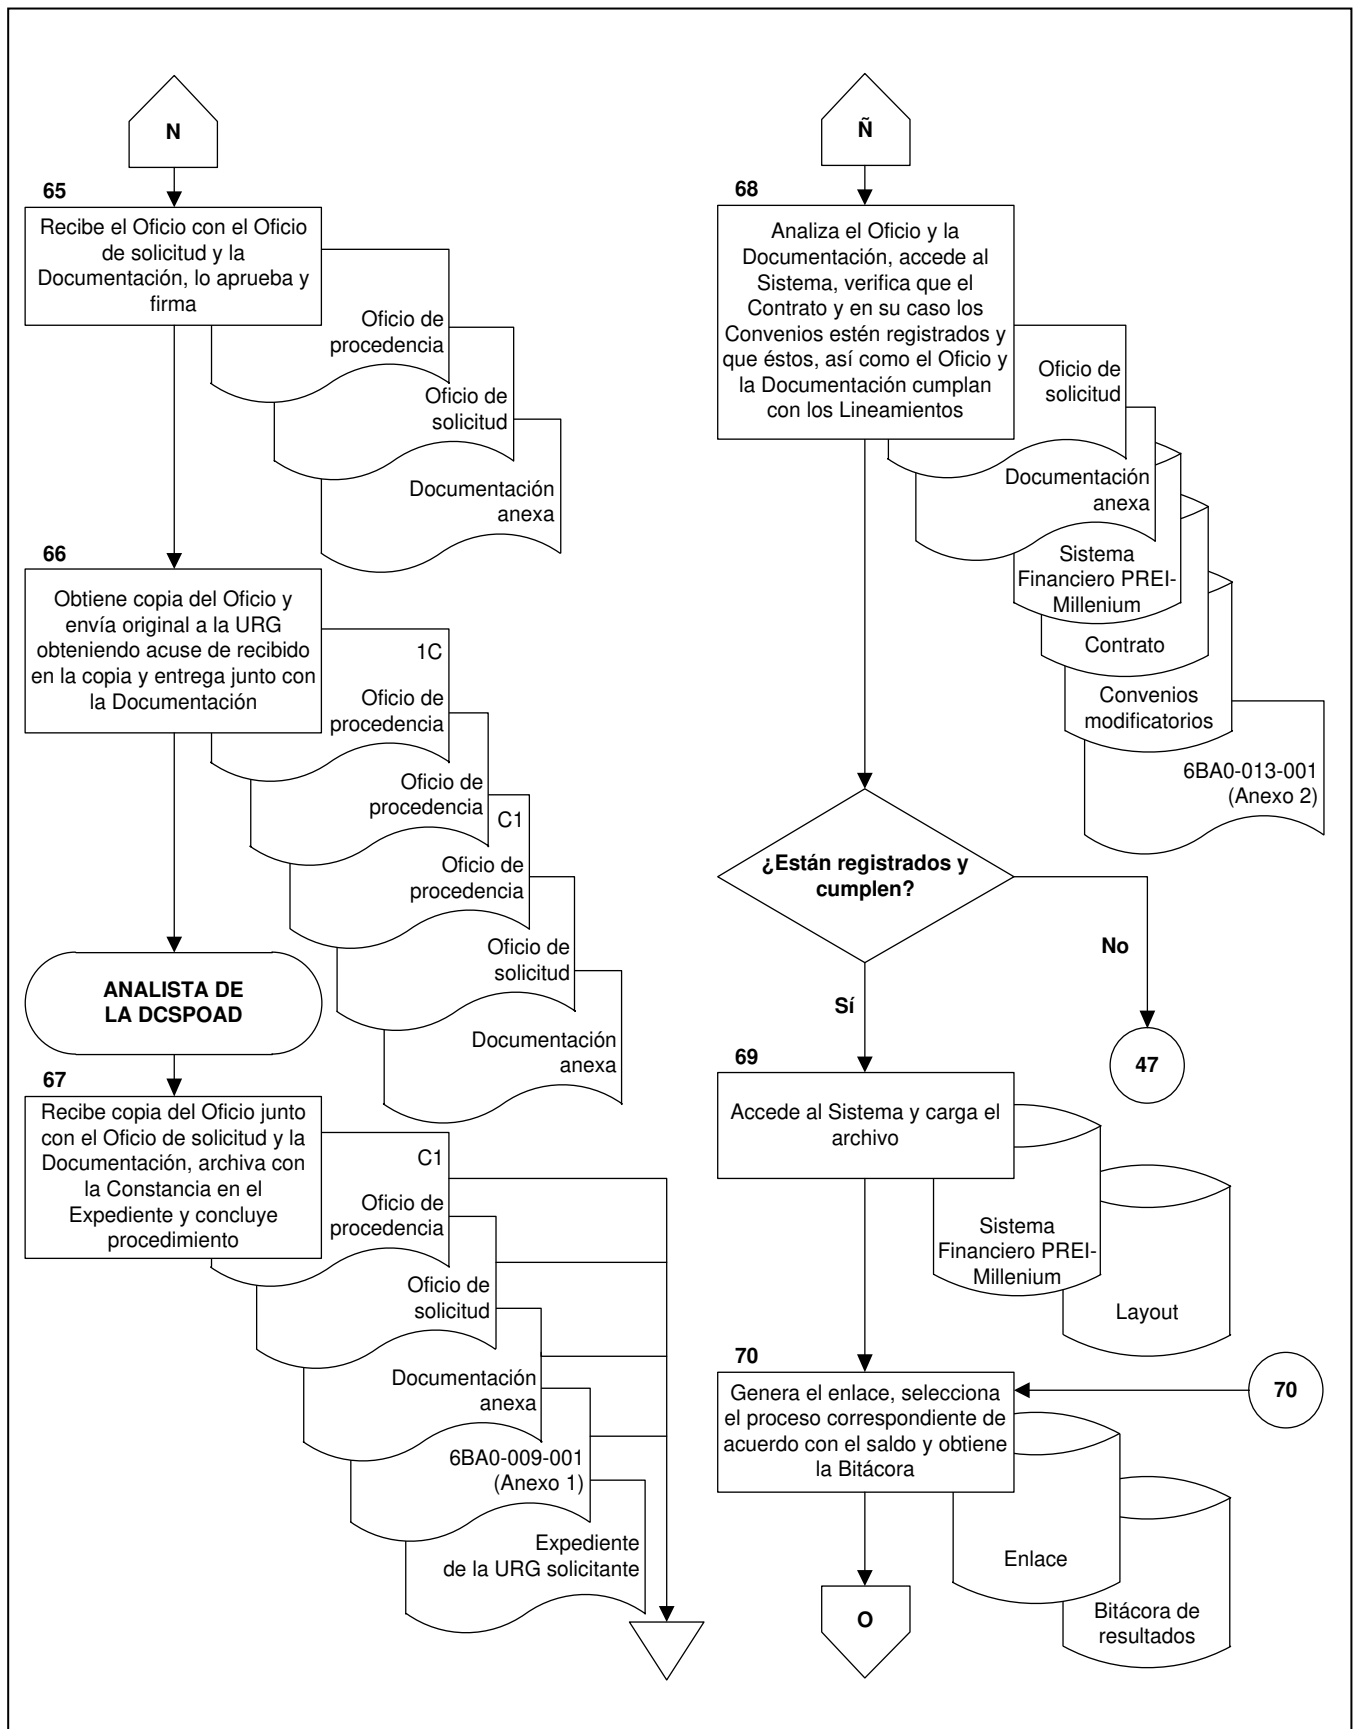 N
65
Recibe el Oficio con el Oficio
de solicitud y la
Documentación, lo aprueba y
firma
Oficio de
procedencia
Oficio de
solicitud
Documentación
anexa
66
Obtiene copia del Oficio y
envía original a la URG
obteniendo acuse de recibido
en la copia y entrega junto con
la Documentación
1C
Oficio de
procedencia
Oficio de
procedencia
C1
Oficio de
procedencia
Oficio de
solicitud
Documentación
anexa
ANALISTA DE
LA DCSPOAD
67
Recibe copia del Oficio junto
con el Oficio de solicitud y la
Documentación, archiva con
la Constancia en el
Expediente y concluye
procedimiento
C1
Oficio de
procedencia
Oficio de
solicitud
Documentación
anexa
6BA0-009-001
(Anexo 1)
Expediente
de la URG solicitante
Ñ
68
Analiza el Oficio y la
Documentación, accede al
Sistema, verifica que el
Contrato y en su caso los
Convenios estén registrados y
que éstos, así como el Oficio y
la Documentación cumplan
con los Lineamientos
Oficio de
solicitud
Documentación
anexa
Sistema
Financiero PREI-
Millenium
Contrato
Convenios
modificatorios
6BA0-013-001
(Anexo 2)
¿Están registrados y
cumplen?
No
Sí
47
69
Accede al Sistema y carga el
archivo
Sistema
Financiero PREI-
Millenium
Layout
70
Genera el enlace, selecciona
el proceso correspondiente de
acuerdo con el saldo y obtiene
la Bitácora
70
Enlace
Bitácora de
resultados
O